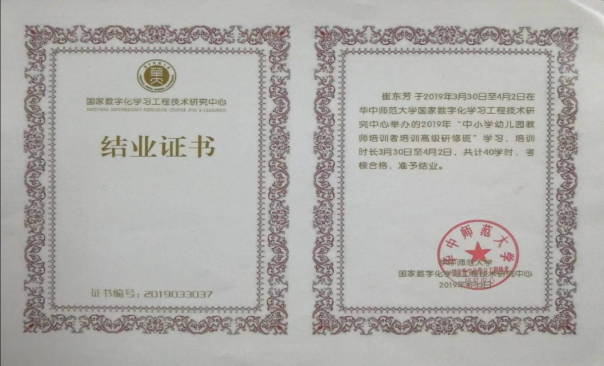 国家数字化学习工程技术研究中心
NATIONAL ENGINEERING RESEARCH CENTER FOR E-LEARNING
结业证书
证书编号：2019033037
崔东芳 于2019年3月30日至4月2日在
华中师范大学国家数字化学习工程技术研
究中心举办的2019年“中小学幼儿园教
师培训者培训高级研修班”学习，培训
时长3月30日至4月2日，共计40学时，考
核合格，准予结业。
华中师范大学
华中师范大学
国家数字化学习工程技术研究中心
2019年